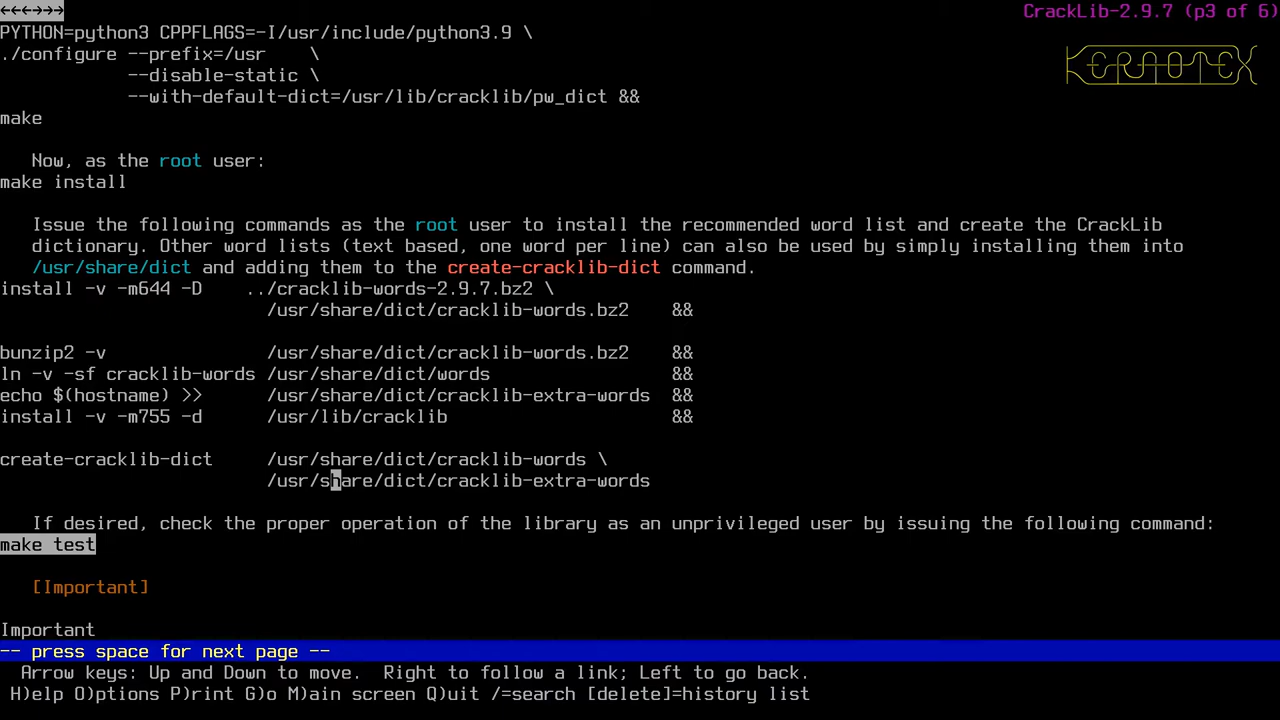 ←←←→→→ CrackLib-2.9.7 (p3 of 6)
PYTHON=python3 CPPFLAGS=-I/usr/include/python3.9 \
./configure --prefix=/usr    \
            --disable-static \
            --with-default-dict=/usr/lib/cracklib/pw_dict &&
KERAOTEX
make
   Now, as the root user:
make install
   Issue the following commands as the root user to install the recommended word list and create the CrackLib
   dictionary. Other word lists (text based, one word per line) can also be used by simply installing them into
   /usr/share/dict and adding them to the create-cracklib-dict command.
install -v -m644 -D    ../cracklib-words-2.9.7.bz2 \
                         /usr/share/dict/cracklib-words.bz2    &&
bunzip2 -v               /usr/share/dict/cracklib-words.bz2    &&
ln -v -sf cracklib-words /usr/share/dict/words                 &&
echo $(hostname) >>      /usr/share/dict/cracklib-extra-words  &&
install -v -m755 -d      /usr/lib/cracklib                     &&
create-cracklib-dict     /usr/share/dict/cracklib-words \
                         /usr/share/dict/cracklib-extra-words
   If desired, check the proper operation of the library as an unprivileged user by issuing the following command:
make test
   [Important]
Important
-- press space for next page --
  Arrow keys: Up and Down to move.  Right to follow a link; Left to go back.
 H)elp O)ptions P)rint G)o M)ain screen Q)uit /=search [delete]=history list